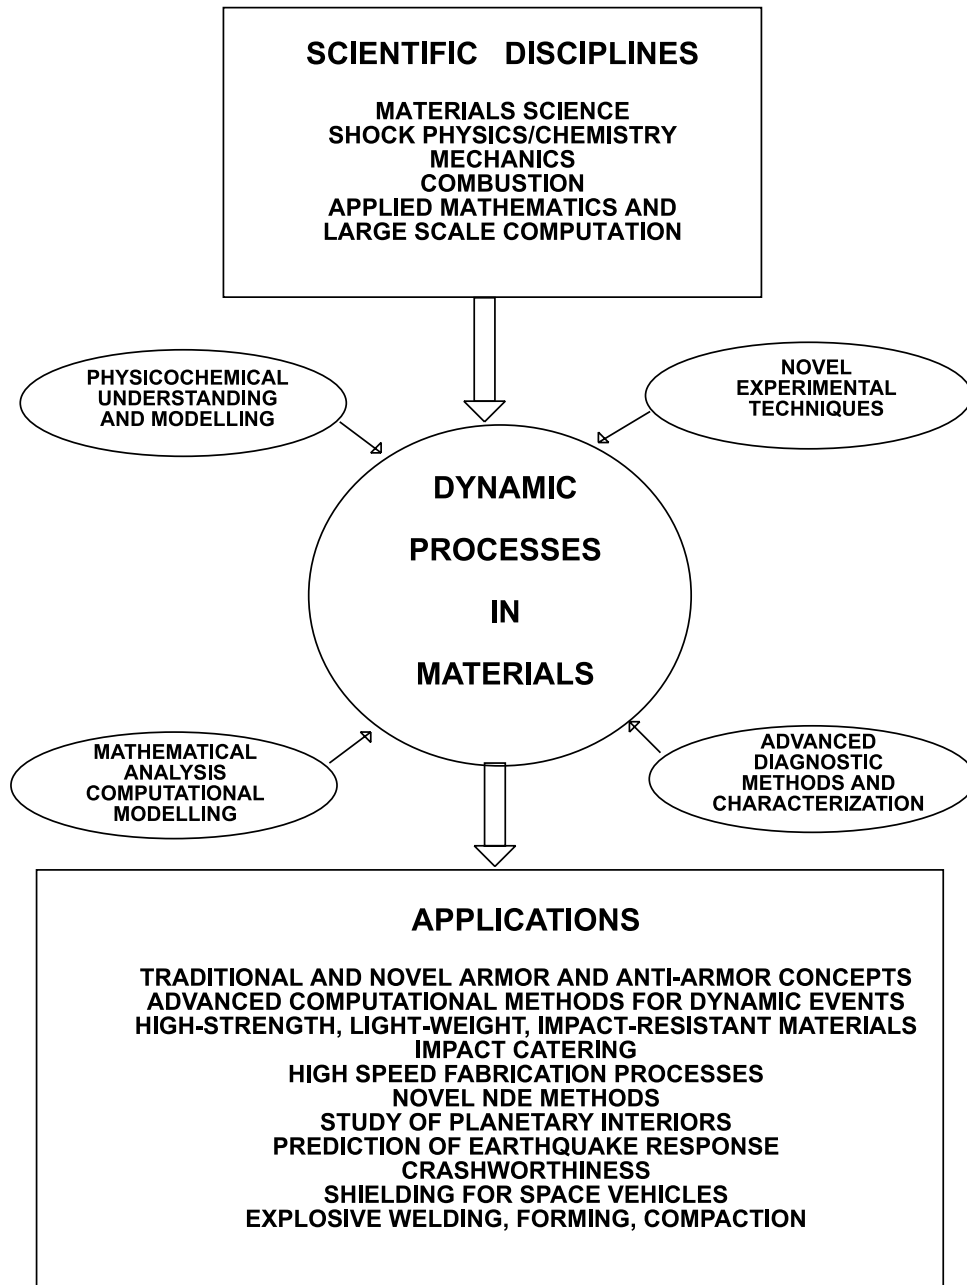 SCIENTIFIC DISCIPLINES
MATERIALS SCIENCE
SHOCK PHYSICS/CHEMISTRY
MECHANICS
COMBUSTION
APPLIED MATHEMATICS AND
LARGE SCALE COMPUTATION
PHYSICOCHEMICAL
UNDERSTANDING
AND MODELLING
NOVEL
EXPERIMENTAL
TECHNIQUES
DYNAMIC
PROCESSES
IN
MATERIALS
MATHEMATICAL
ANALYSIS
COMPUTATIONAL
MODELLING
ADVANCED
DIAGNOSTIC
METHODS AND
CHARACTERIZATION
APPLICATIONS
TRADITIONAL AND NOVEL ARMOR AND ANTI-ARMOR CONCEPTS
ADVANCED COMPUTATIONAL METHODS FOR DYNAMIC EVENTS
HIGH-STRENGTH, LIGHT-WEIGHT, IMPACT-RESISTANT MATERIALS
IMPACT CATERING
HIGH SPEED FABRICATION PROCESSES
NOVEL NDE METHODS
STUDY OF PLANETARY INTERIORS
PREDICTION OF EARTHQUAKE RESPONSE
CRASHWORTHINESS
SHIELDING FOR SPACE VEHICLES
EXPLOSIVE WELDING, FORMING, COMPACTION